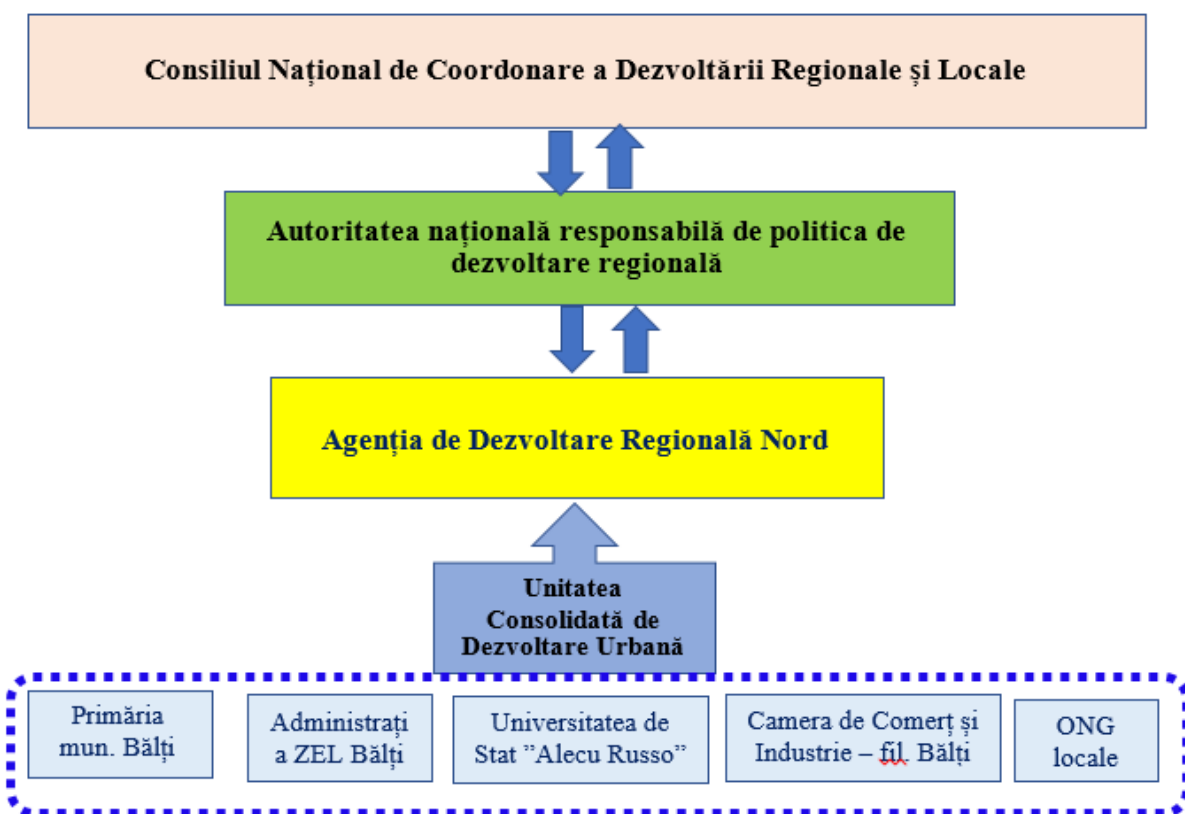 Consiliul Național de Coordonare a Dezvoltării Regionale și Locale
Autoritatea națională responsabilă de politica de
dezvoltare regională
Agenția de Dezvoltare Regională Nord
Unitatea
Consolidată de
Dezvoltare Urbană
Primăria
mun. Bălți
Administrați
a ZEL Bălți
Universitatea de
Stat ”Alecu Russo”
Camera de Comerț și
Industrie – fil. Bălți
ONG
locale